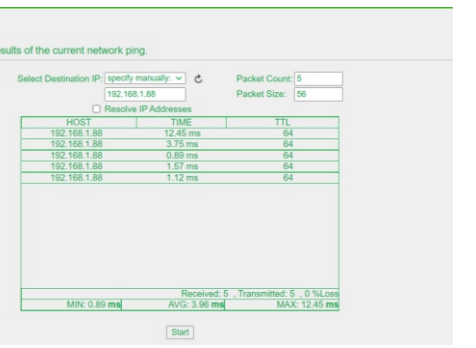 sults of the current network ping.
Select Destination IP: specify manually: Packet Count: 5
192.168.1.88 Packet Size: 56
Resolve IP Addresses
HOST TIME TTL
192.168.1.88 12.45 ms 64
192.168.1.88 3.75 ms 64
192.168.1.88 0.89 ms 64
192.168.1.88 1.57 ms 64
192.168.1.88 1.12 ms 64
Received: 5 , Transmitted: 5 , 0 %Loss
MIN: 0.89 ms AVG: 3.96 ms MAX: 12.45 ms
Start